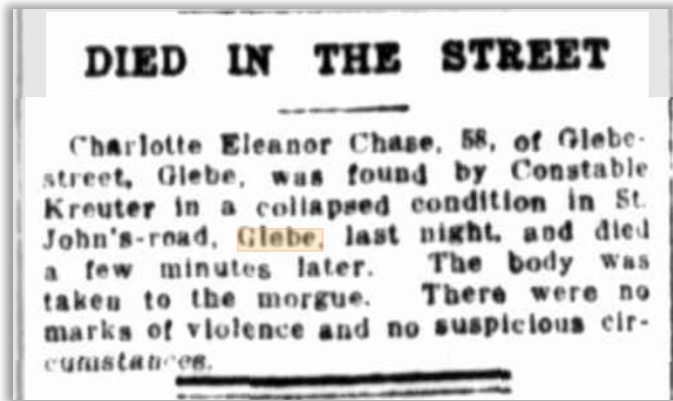 DIED IN THE STREET
Charlotte Eleanor Chase, 58, of Glebe-
street, Glebe, was found by Constable
Kreuter in a collapsed condition in St.
John's-road, Glebe, last night, and died
a few minutes later. The body was
taken to the morgue. There were no
marks of violence and no suspicious cir-
cumstances.